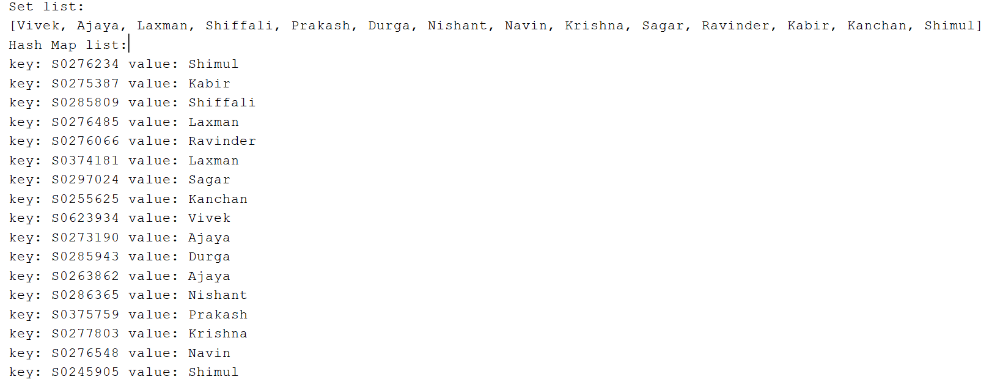 Set list:
[Vivek, Ajaya, Laxman, Shiffali, Prakash, Durga, Nishant, Navin, Krishna, Sagar, Ravinder, Kabir, Kanchan, Shimul]
Hash Map list:
key: S0276234 value: Shimul
key: S0275387 value: Kabir
key: S0285809 value: Shiffali
key: S0276485 value: Laxman
key: S0276066 value: Ravinder
key: S0374181 value: Laxman
key: S0297024 value: Sagar
key: S0255625 value: Kanchan
key: S0623934 value: Vivek
key: S0273190 value: Ajaya
key: S0285943 value: Durga
key: S0263862 value: Ajaya
key: S0286365 value: Nishant
key: S0375759 value: Prakash
key: S0277803 value: Krishna
key: S0276548 value: Navin
key: S0245905 value: Shimul